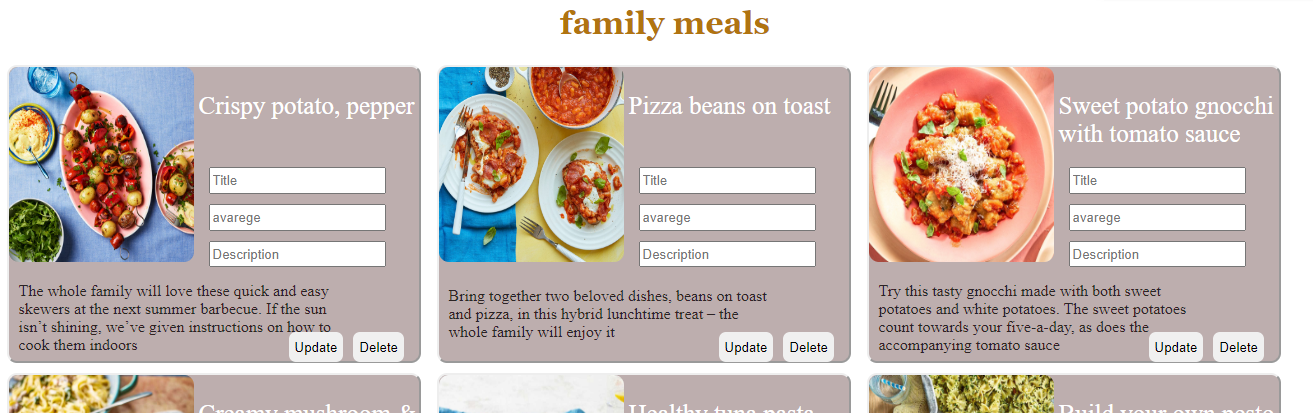 family meals
Crispy potato, pepper
Title
avarege
Description
The whole family will love these quick and easy
skewers at the next summer barbecue. If the sun
isn’t shining, we’ve given instructions on how to
cook them indoors
Update
Delete
Pizza beans on toast
Title
avarege
Description
Bring together two beloved dishes, beans on toast
and pizza, in this hybrid lunchtime treat – the
whole family will enjoy it
Update
Delete
Sweet potato gnocchi
with tomato sauce
Title
avarege
Description
Try this tasty gnocchi made with both sweet
potatoes and white potatoes. The sweet potatoes
count towards your five-a-day, as does the
accompanying tomato sauce
Update
Delete
Creamy mushroom &
Healthy tuna pasta
Build your own pasta